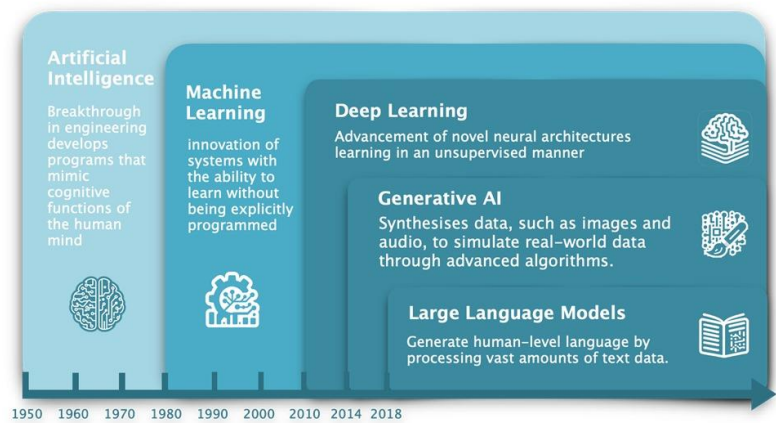 Artificial
Intelligence
Breakthrough
in engineering
develops
programs that
mimic
cognitive
functions of
the human
mind
Machine
Learning
innovation of
systems with
the ability to
learn without
being explicitly
programmed
Deep Learning
Advancement of novel neural architectures
learning in an unsupervised manner
Generative AI
Synthesises data, such as images and
audio, to simulate real-world data
through advanced algorithms.
Large Language Models
Generate human-level language by
processing vast amounts of text data.
1950 1960 1970 1980 1990 2000 2010 2014 2018